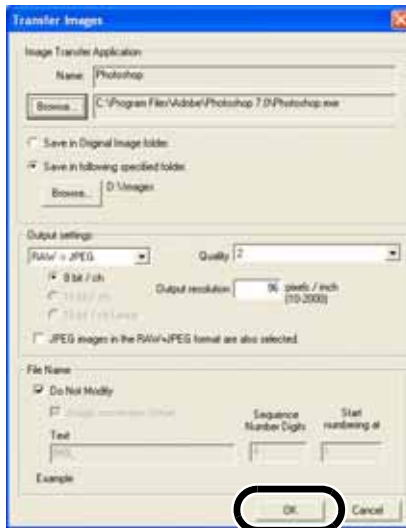 Transfer Images
Image Transfer Application
Name: Photoshop
Browse... C:\Program Files\Adobe\Photoshop 7.0\Photoshop.exe
Save in Original Image folder.
Save in following specified folder.
Browse... D:\Images
Output settings
Quality 2
8 bit / ch
Output resolution 96 pixels / inch
(10-2000)
JPEG images in the RAW+JPEG format are also selected.
File Name
Do Not Modify
Sequence Start
Number Digits numbering at
Text
Example
OK Cancel